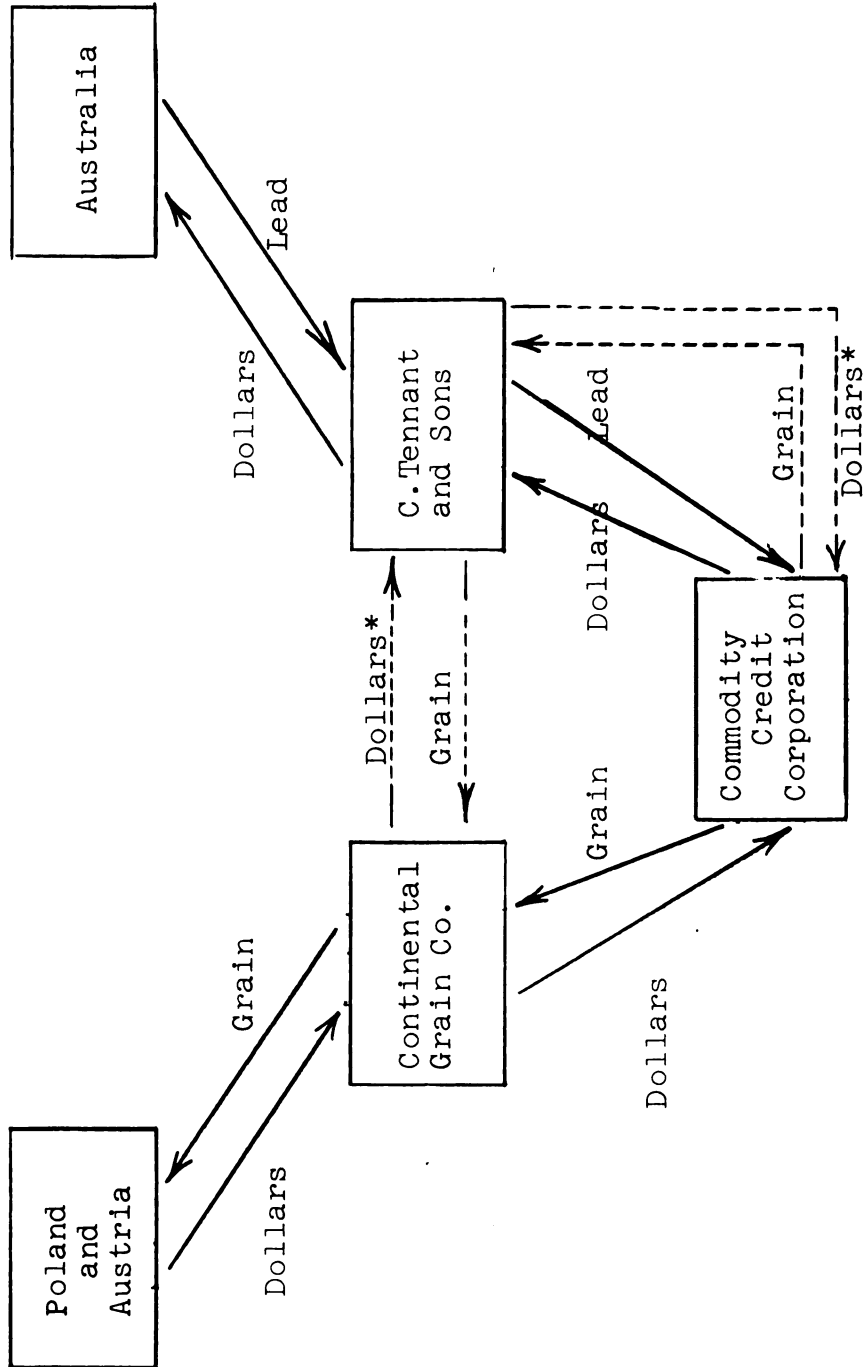 Poland
and
Austria
Australia
Grain
Dollars
Dollars
Lead
Continental
Grain Co.
Dollars*
Grain
C.Tennant
and Sons
Grain
Dollars
Dollars
Lead
Commodity
Credit
Corporation
Grain
Dollars*